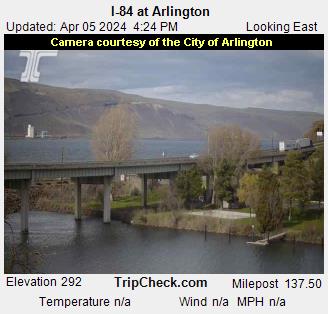 I-84 at Arlington
Updated: Apr 05 2024 4:24 PM Looking East
Camera courtesy of the City of Arlington
Elevation 292 TripCheck.com Milepost 137.50
Temperature n/a Wind n/a MPH n/a